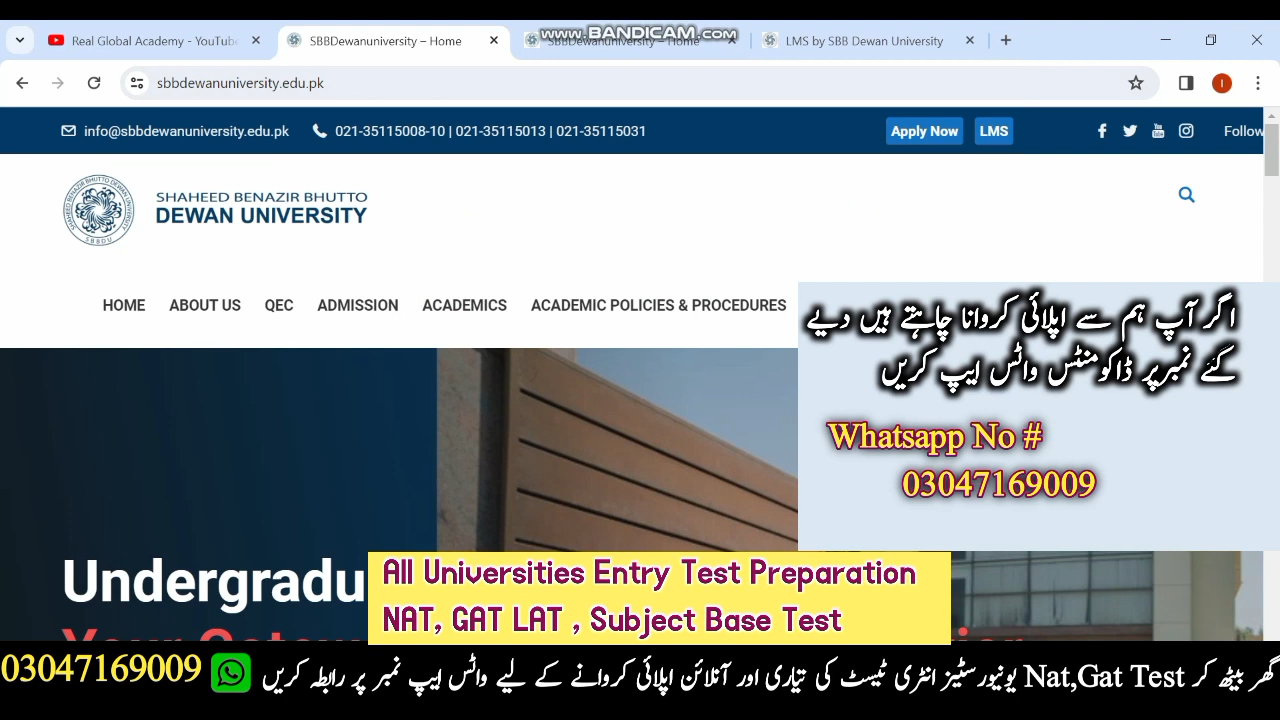 www.BANDICAM.com
Real Global Academy - YouTube
SBBDewanuniversity – Home
SBBDewanuniversity – Home
LMS by SBB Dewan University
sbbdewanuniversity.edu.pk
I
info@sbbdewanuniversity.edu.pk
021-35115008-10 | 021-35115013 | 021-35115031
Apply Now
LMS
Follow
SHAHEED BENAZIR BHUTTO
DEWAN UNIVERSITY
HOME
ABOUT US
QEC
ADMISSION
ACADEMICS
ACADEMIC POLICIES & PROCEDURES
اگر آپ ہم سے اپلائی کروانا چاہتے ہیں دیے
گئے نمبر پر ڈاکومنٹس واٹس ایپ کریں
Whatsapp No #
03047169009
Undergradu
All Universities Entry Test Preparation
NAT, GAT LAT , Subject Base Test
گھر بیٹھ کر Nat,Gat Test یونیورسٹیز انٹری ٹیسٹ کی تیاری اور آنلائن اپلائی کروانے کے لیے واٹس ایپ نمبر پر رابطہ کریں 03047169009